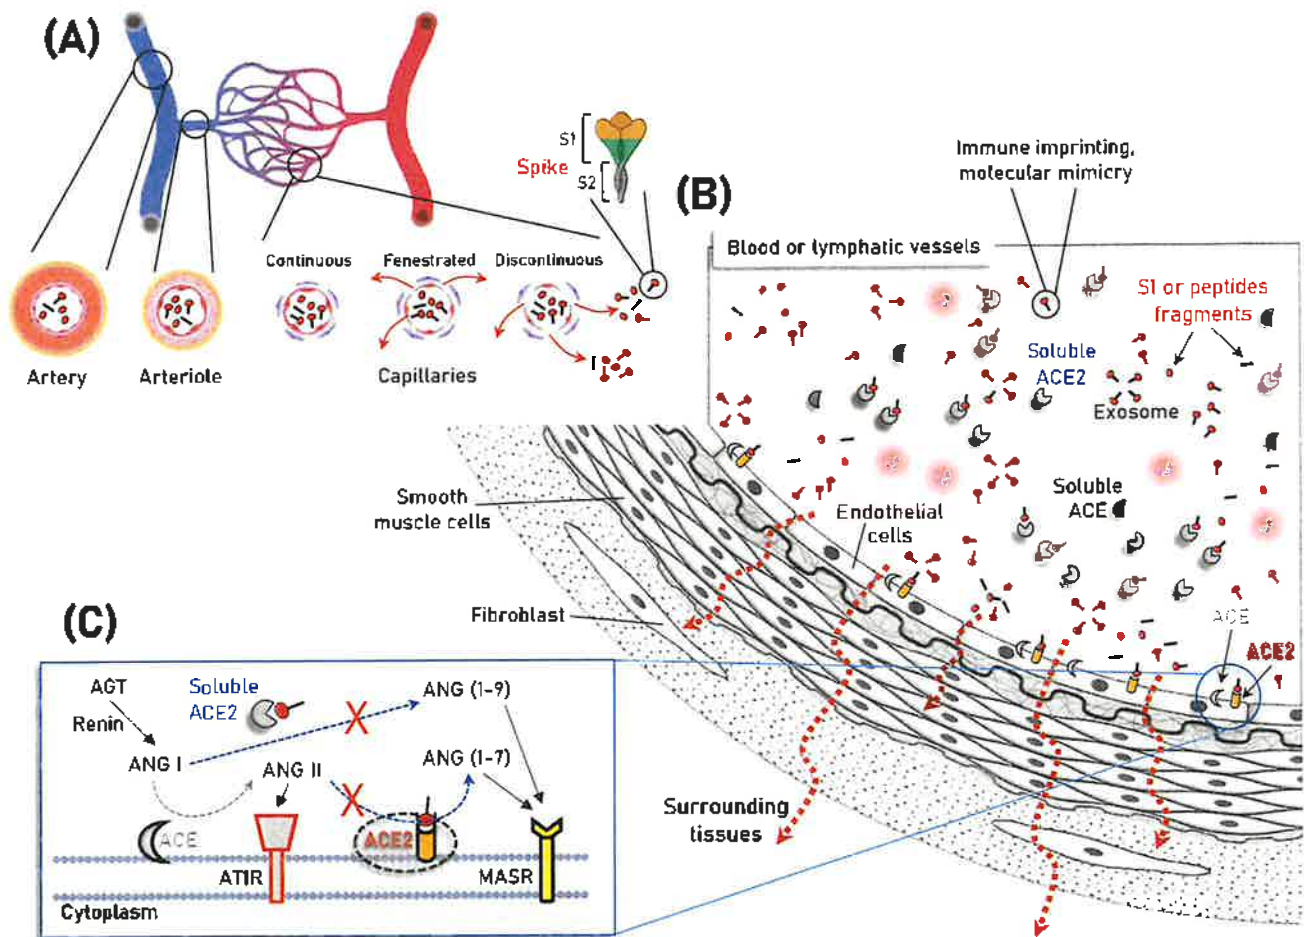 (A)
S1
Spike
S2
Continuous
Fenestrated
Discontinuous
Artery
Arteriole
Capillaries
(B)
Immune imprinting,
molecular mimicry
Blood or lymphatic vessels
S1 or peptides
fragments
Soluble
ACE2
Exosome
Soluble
ACE
Smooth
muscle cells
Endothelial
cells
Fibroblast
ACE
ACE2
Surrounding
tissues
(C)
AGT
Renin
ANG I
Soluble
ACE2
ANG (1-9)
ANG II
ANG (1-7)
X
X
ACE
ATIR
ACE2
MASR
Cytoplasm